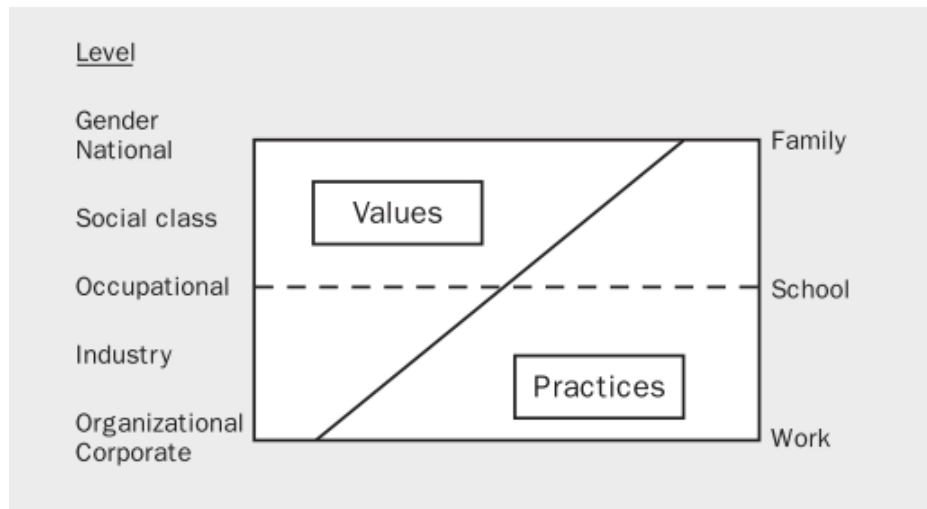 Level
Gender
National
Family
Values
Social class
Occupational
School
Industry
Practices
Organizational
Corporate
Work